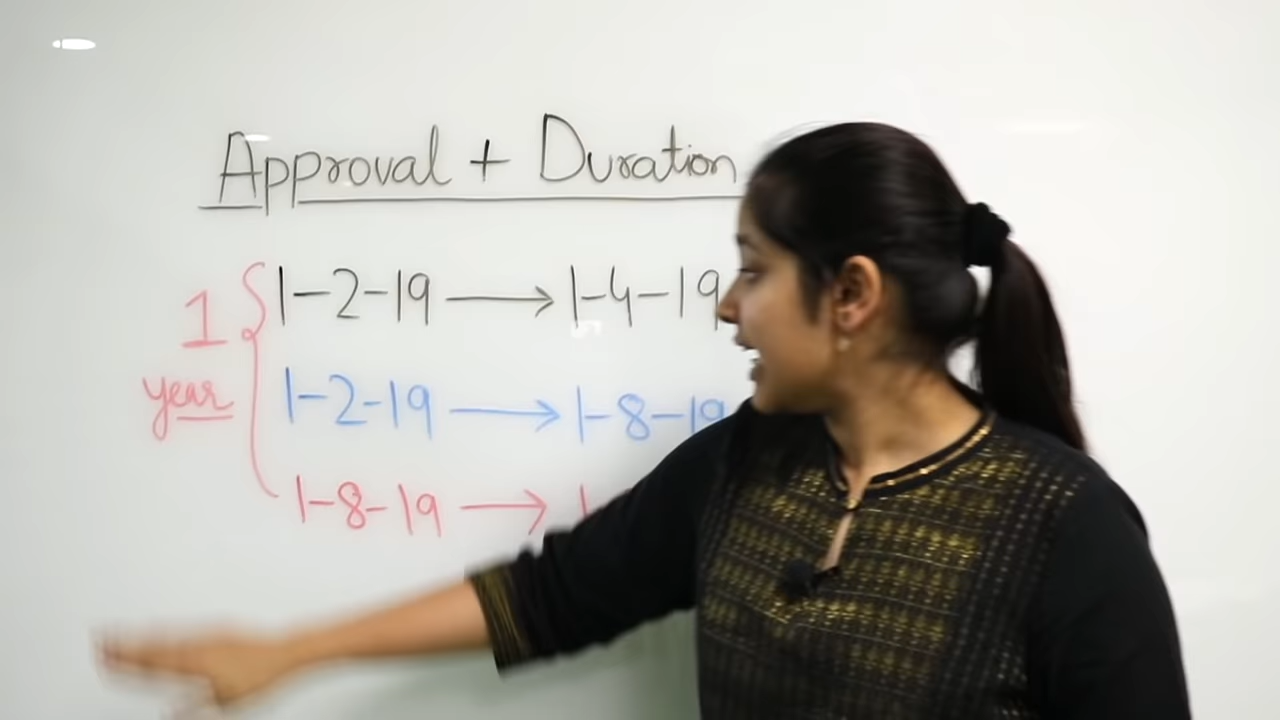 Approval + Duration
1 year
1-2-19 → 1-4-19
1-2-19 → 1-8-19
1-8-19 → 1-